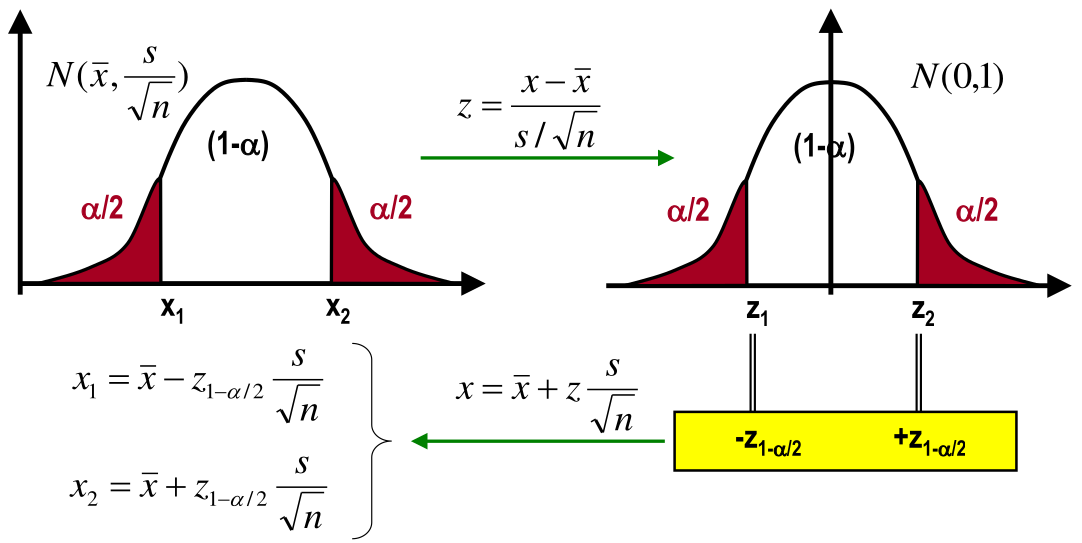 N(x̄, s/√n)
(1-α)
α/2
α/2
x₁
x₂
z = (x − x̄)/(s/√n)
N(0,1)
(1-α)
α/2
α/2
z₁
z₂
x₁ = x̄ − z₁₋α/₂ s/√n
x₂ = x̄ + z₁₋α/₂ s/√n
x = x̄ + z s/√n
-z₁₋α/₂
+z₁₋α/₂